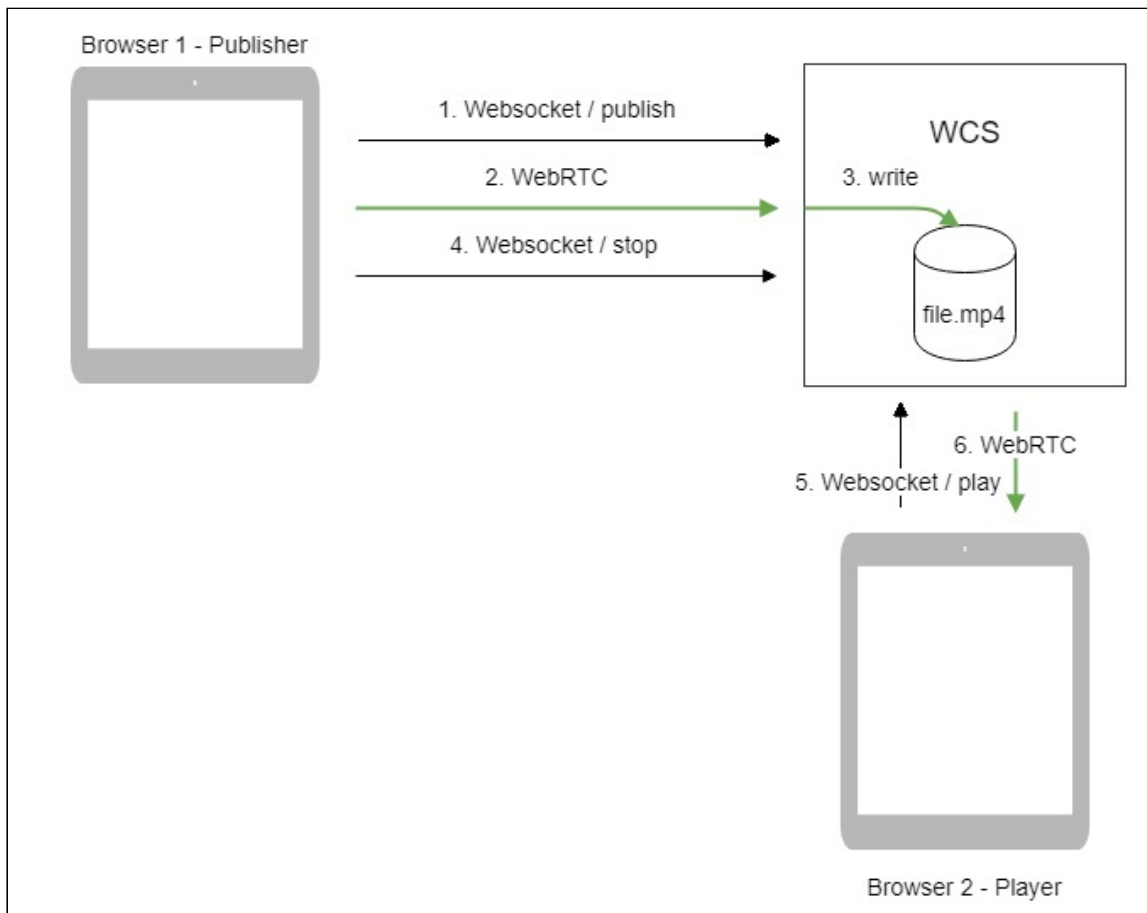 Browser 1 - Publisher
1. Websocket / publish
WCS
2. WebRTC
3. write
4. Websocket / stop
file.mp4
6. WebRTC
5. Websocket / play
Browser 2 - Player